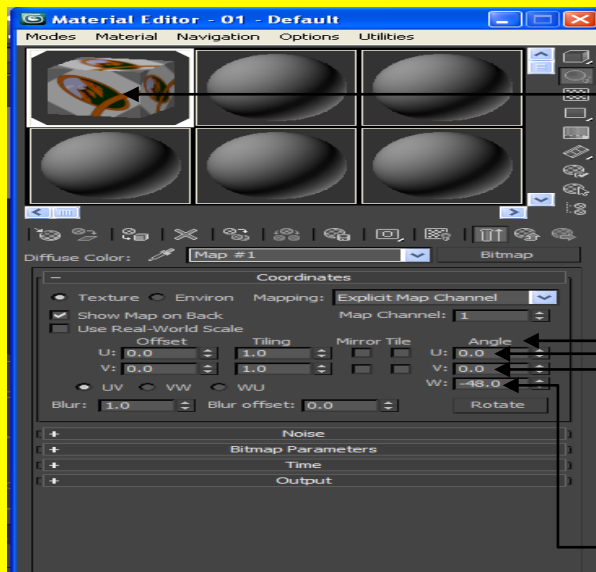 Material Editor - 01 - Default
Modes Material Navigation Options Utilities
Diffuse Color: Map #1 Bitmap
Coordinates
Texture Environ Mapping: Explicit Map Channel
Show Map on Back Map Channel: 1
Use Real-World Scale
Offset Tiling Mirror Tile Angle
U: 0.0 1.0 U: 0.0
V: 0.0 1.0 V: 0.0
UV VW WU W: -48.0
Blur: 1.0 Blur offset: 0.0 Rotate
+ Noise
+ Bitmap Parameters
+ Time
+ Output